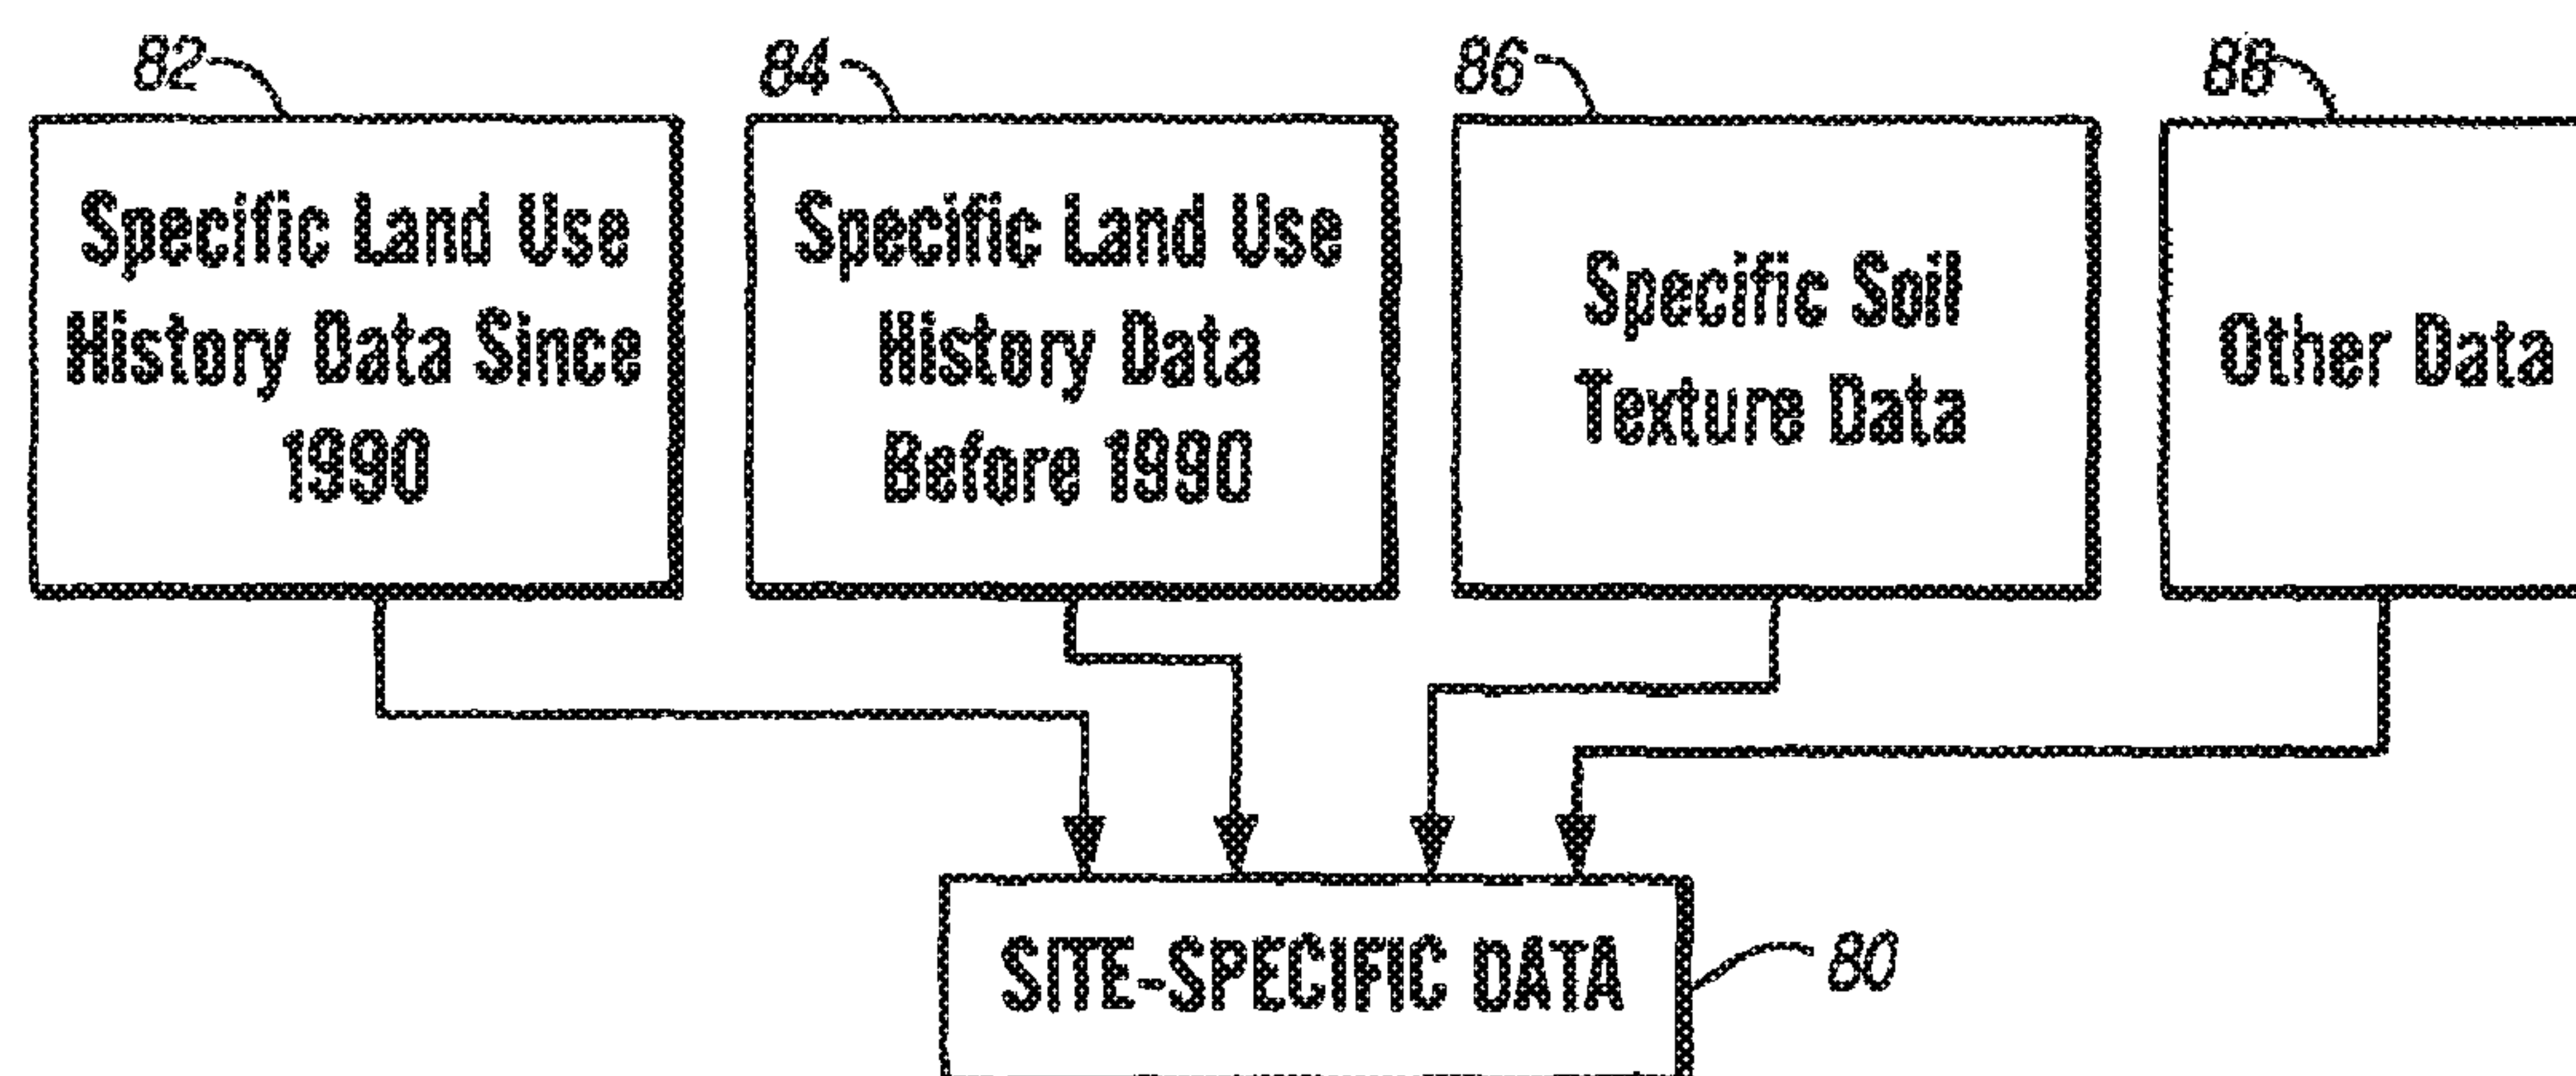 82
84
86
88
Specific Land Use
History Data Since
1990
Specific Land Use
History Data
Before 1990
Specific Soil
Texture Data
Other Data
SITE-SPECIFIC DATA
80